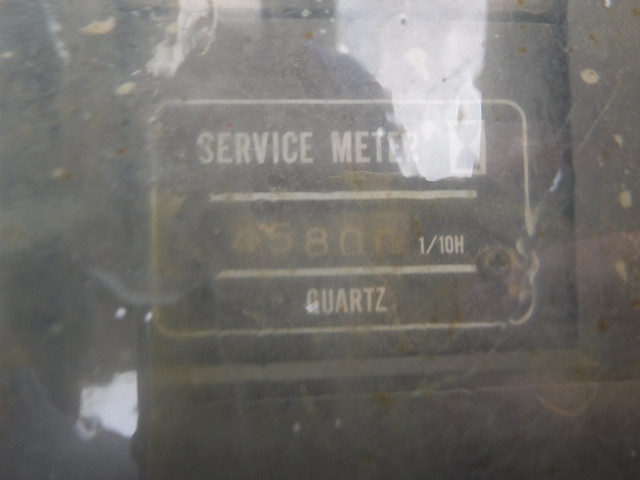 SERVICE METER
1/10H
QUARTZ